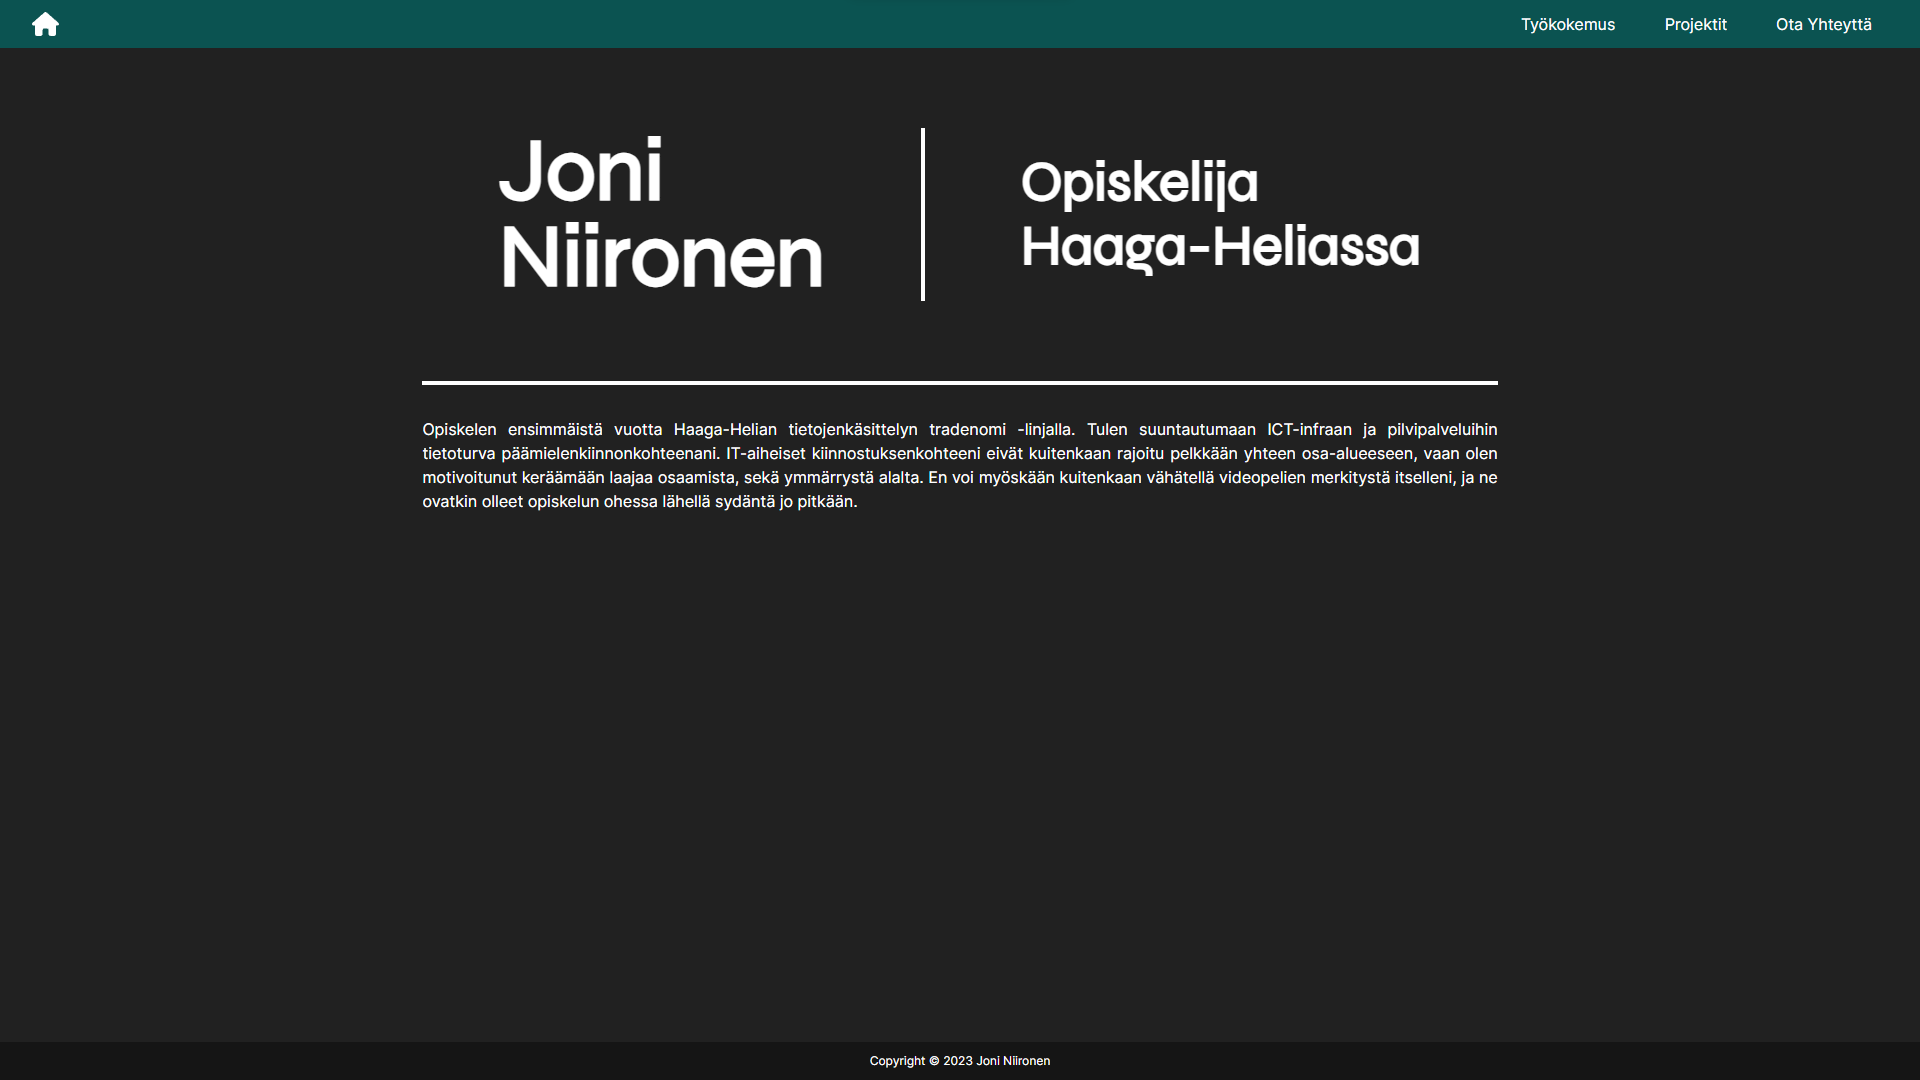 Työkokemus Projektit Ota Yhteyttä
Joni
Niironen
Opiskelija
Haaga-Heliassa
Opiskelen ensimmäistä vuotta Haaga-Helian tietojenkäsittelyn tradenomi -linjalla. Tulen suuntautumaan ICT-infraan ja pilvipalveluihin
tietoturva päämielenkiinnonkohteenani. IT-aiheiset kiinnostuksenkohteeni eivät kuitenkaan rajoitu pelkkään yhteen osa-alueeseen, vaan olen
motivoitunut keräämään laajaa osaamista, sekä ymmärrystä alalta. En voi myöskään kuitenkaan vähätellä videopelien merkitystä itselleni, ja ne
ovatkin olleet opiskelun ohessa lähellä sydäntä jo pitkään.
Copyright © 2023 Joni Niironen